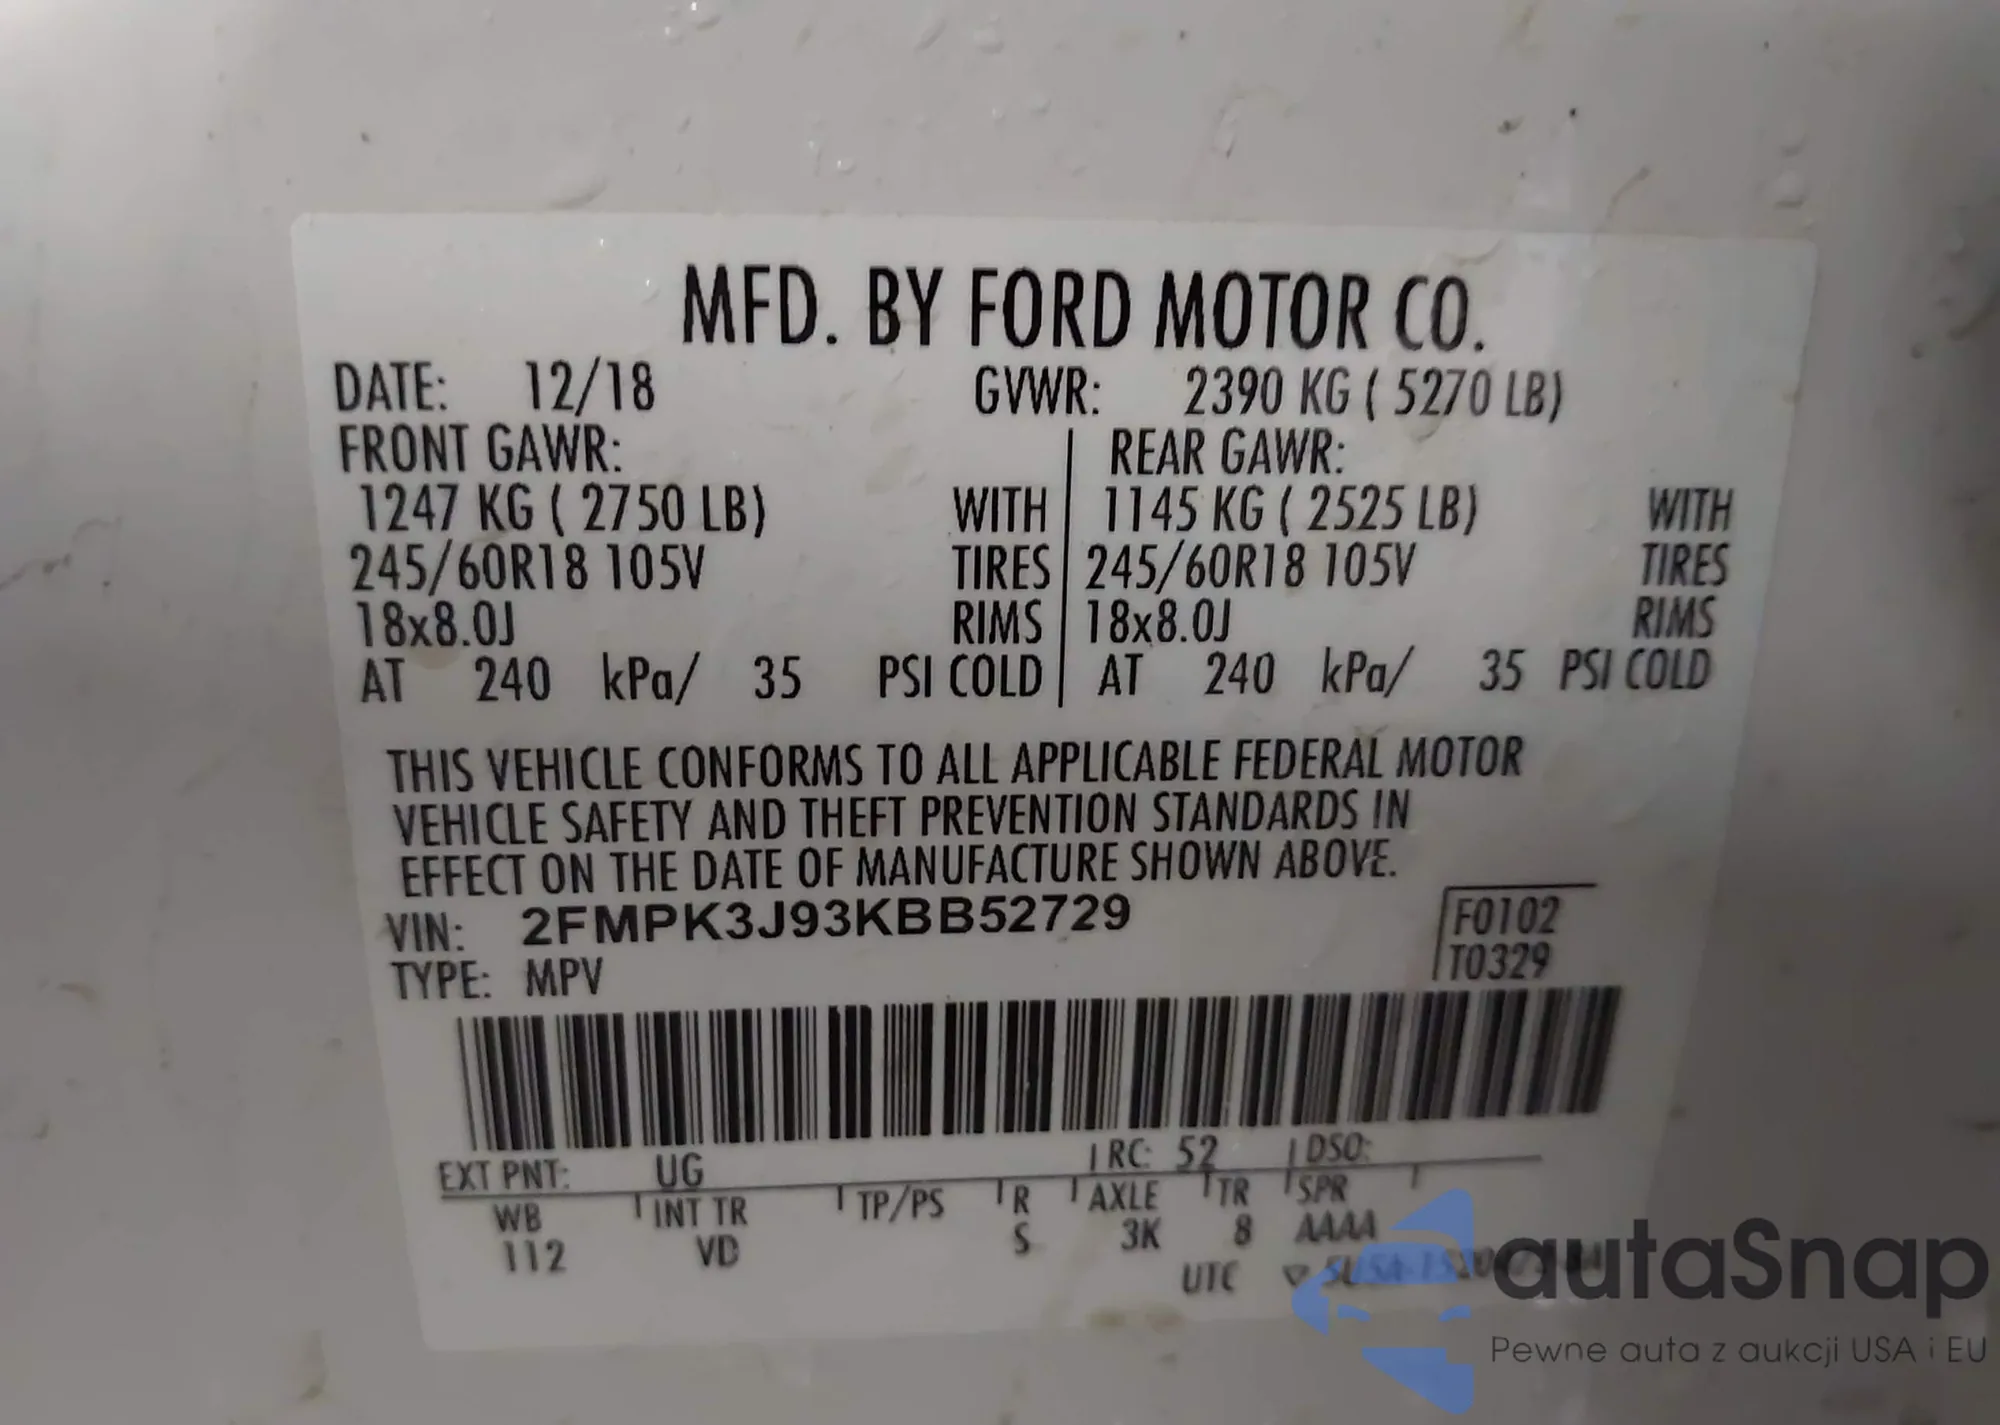 MFD. BY FORD MOTOR CO.
DATE: 12/18 GVWR: 2390 KG ( 5270 LB)
FRONT GAWR: REAR GAWR:
1247 KG ( 2750 LB) WITH 1145 KG ( 2525 LB) WITH
245/60R18 105V TIRES 245/60R18 105V TIRES
18x8.0J RIMS 18x8.0J RIMS
AT 240 kPa/ 35 PSI COLD AT 240 kPa/ 35 PSI COLD
THIS VEHICLE CONFORMS TO ALL APPLICABLE FEDERAL MOTOR
VEHICLE SAFETY AND THEFT PREVENTION STANDARDS IN
EFFECT ON THE DATE OF MANUFACTURE SHOWN ABOVE.
VIN: 2FMPK3J93KBB52729 F0102
TYPE: MPV T0329
EXT PNT: UG RC: 52 DSO:
WB INT TR TP/PS R AXLE TR SPR
112 VD S 3K 8 AAAA
UTC
autaSnap
Pewne auta z aukcji USA i EU